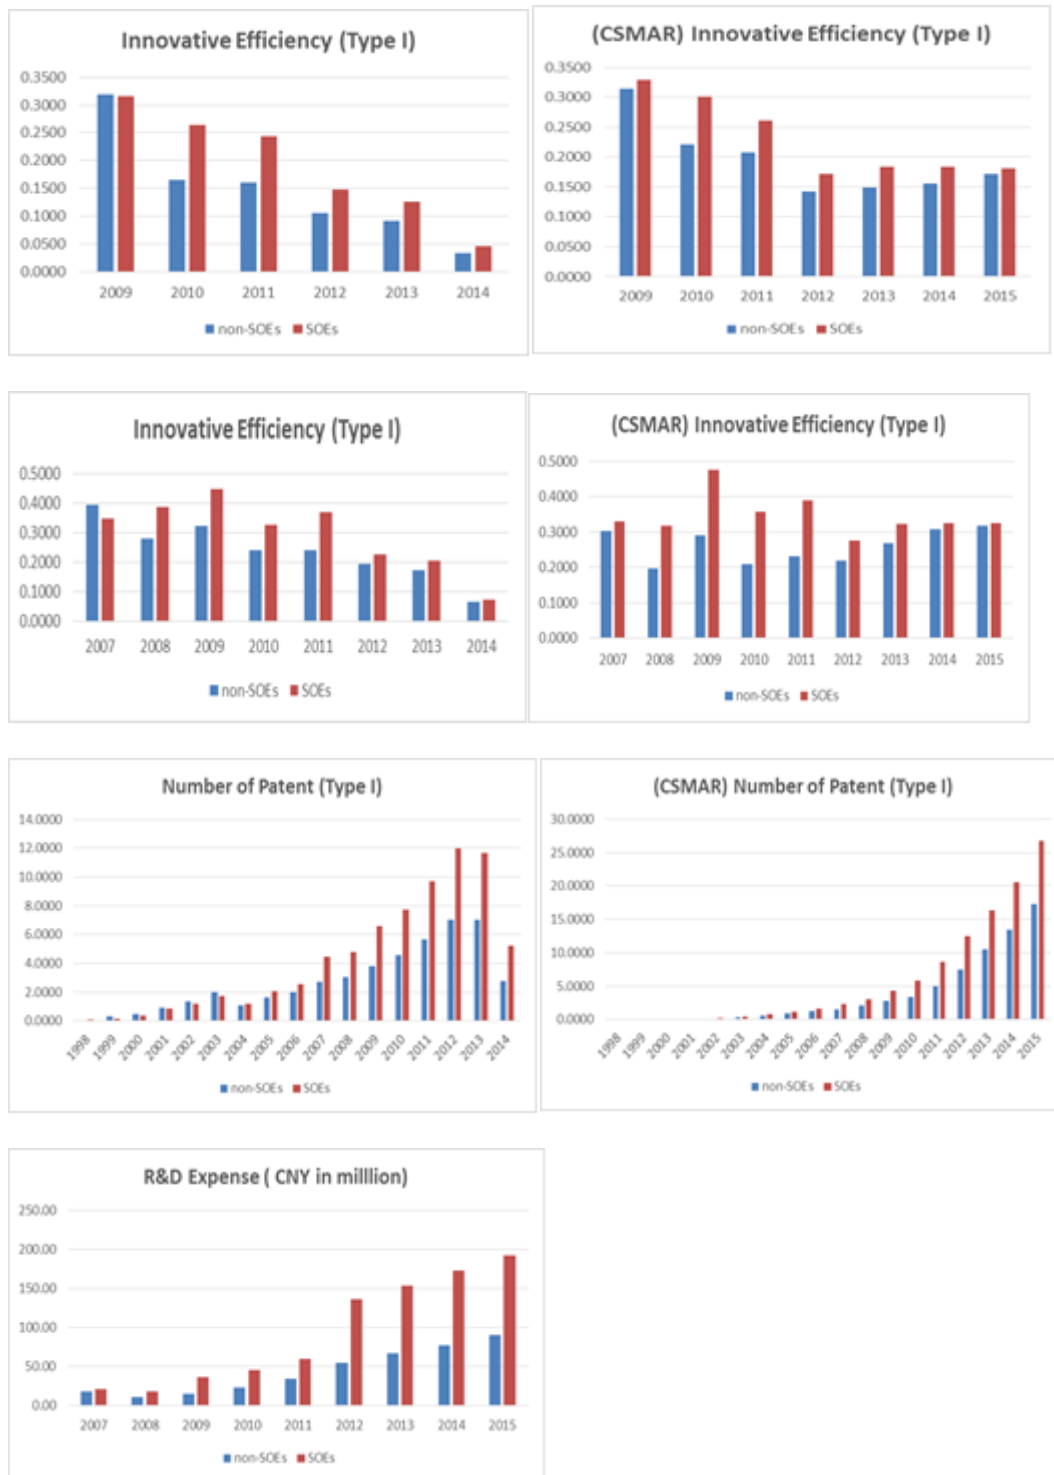 Innovative Efficiency (Type I)
0.3500
0.3000
0.2500
0.2000
0.1500
0.1000
0.0500
0.0000
2009 2010 2011 2012 2013 2014
non-SOEs SOEs
(CSMAR) Innovative Efficiency (Type I)
0.3500
0.3000
0.2500
0.2000
0.1500
0.1000
0.0500
0.0000
2009 2010 2011 2012 2013 2014 2015
non-SOEs SOEs
Innovative Efficiency (Type I)
0.5000
0.4000
0.3000
0.2000
0.1000
0.0000
2007 2008 2009 2010 2011 2012 2013 2014
non-SOEs SOEs
(CSMAR) Innovative Efficiency (Type I)
0.5000
0.4000
0.3000
0.2000
0.1000
0.0000
2007 2008 2009 2010 2011 2012 2013 2014 2015
non-SOEs SOEs
Number of Patent (Type I)
14.0000
12.0000
10.0000
8.0000
6.0000
4.0000
2.0000
0.0000
1998 1999 2000 2001 2002 2003 2004 2005 2006 2007 2008 2009 2010 2011 2012 2013 2014
non-SOEs SOEs
(CSMAR) Number of Patent (Type I)
30.0000
25.0000
20.0000
15.0000
10.0000
5.0000
0.0000
1998 1999 2000 2001 2002 2003 2004 2005 2006 2007 2008 2009 2010 2011 2012 2013 2014 2015
non-SOEs SOEs
R&D Expense ( CNY in milllion)
250.00
200.00
150.00
100.00
50.00
0.00
2007 2008 2009 2010 2011 2012 2013 2014 2015
non-SOEs SOEs